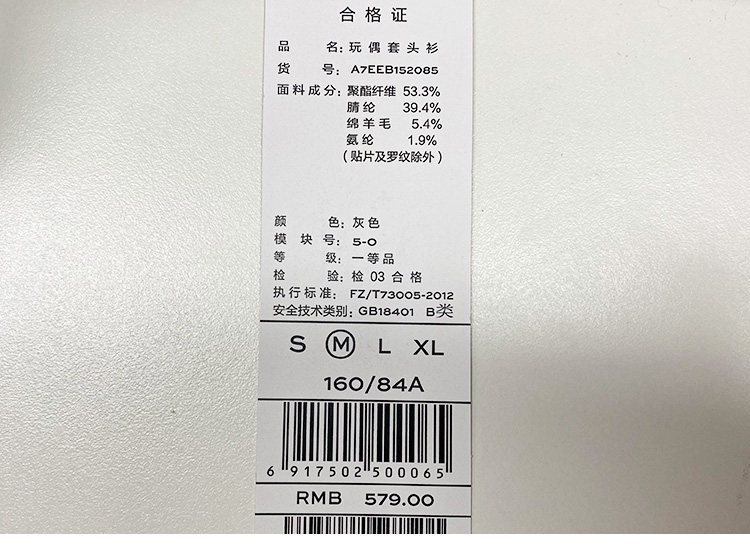 合格证
品 名:玩偶套头衫
货 号:A7EEB152085
面料成分:聚酯纤维 53.3%
腈纶 39.4%
绵羊毛 5.4%
氨纶 1.9%
(贴片及罗纹除外)
颜 色:灰色
模块号:5-0
等 级:一等品
检 验:检03合格
执行标准:FZ/T73005-2012
安全技术类别:GB18401 B类
S M L XL
160/84A
6 917502 500065
RMB 579.00